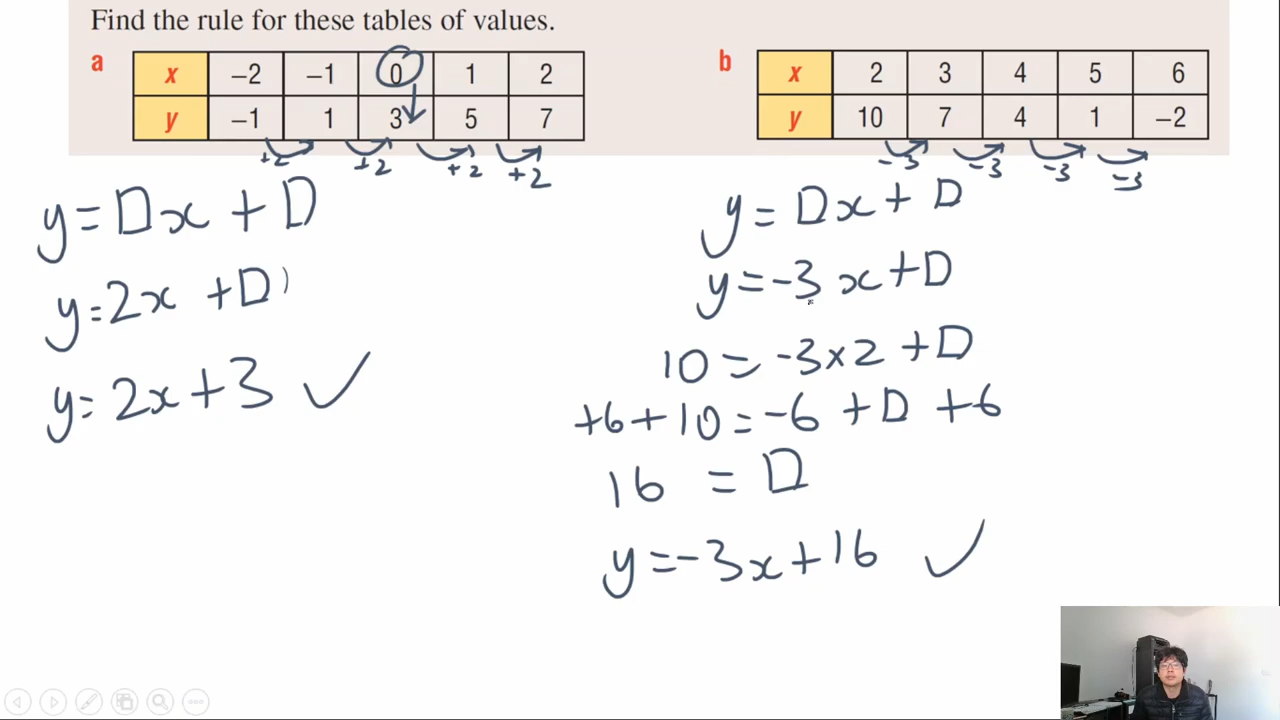 Find the rule for these tables of values.
a
x −2 −1 0 1 2
y −1 1 3 5 7
+2 +2 +2 +2
y=□x+□
y=2x +□
y=2x+3 ✓
b
x 2 3 4 5 6
y 10 7 4 1 −2
-3 -3 -3 -3
y=□x+□
y=-3x+□
10=-3×2+□
+6+10=-6+□+6
16=□
y=-3x+16 ✓